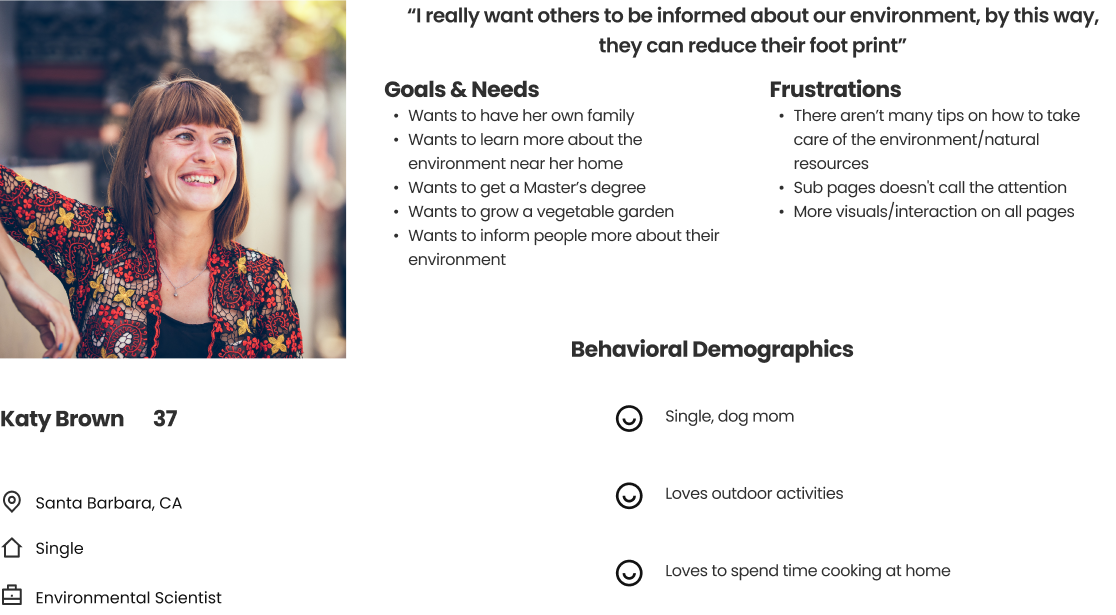 “I really want others to be informed about our environment, by this way,
they can reduce their foot print”
Goals & Needs
• Wants to have her own family
• Wants to learn more about the
environment near her home
• Wants to get a Master’s degree
• Wants to grow a vegetable garden
• Wants to inform people more about their
environment
Frustrations
• There aren’t many tips on how to take
care of the environment/natural
resources
• Sub pages doesn't call the attention
• More visuals/interaction on all pages
Katy Brown 37
Santa Barbara, CA
Single
Environmental Scientist
Behavioral Demographics
Single, dog mom
Loves outdoor activities
Loves to spend time cooking at home